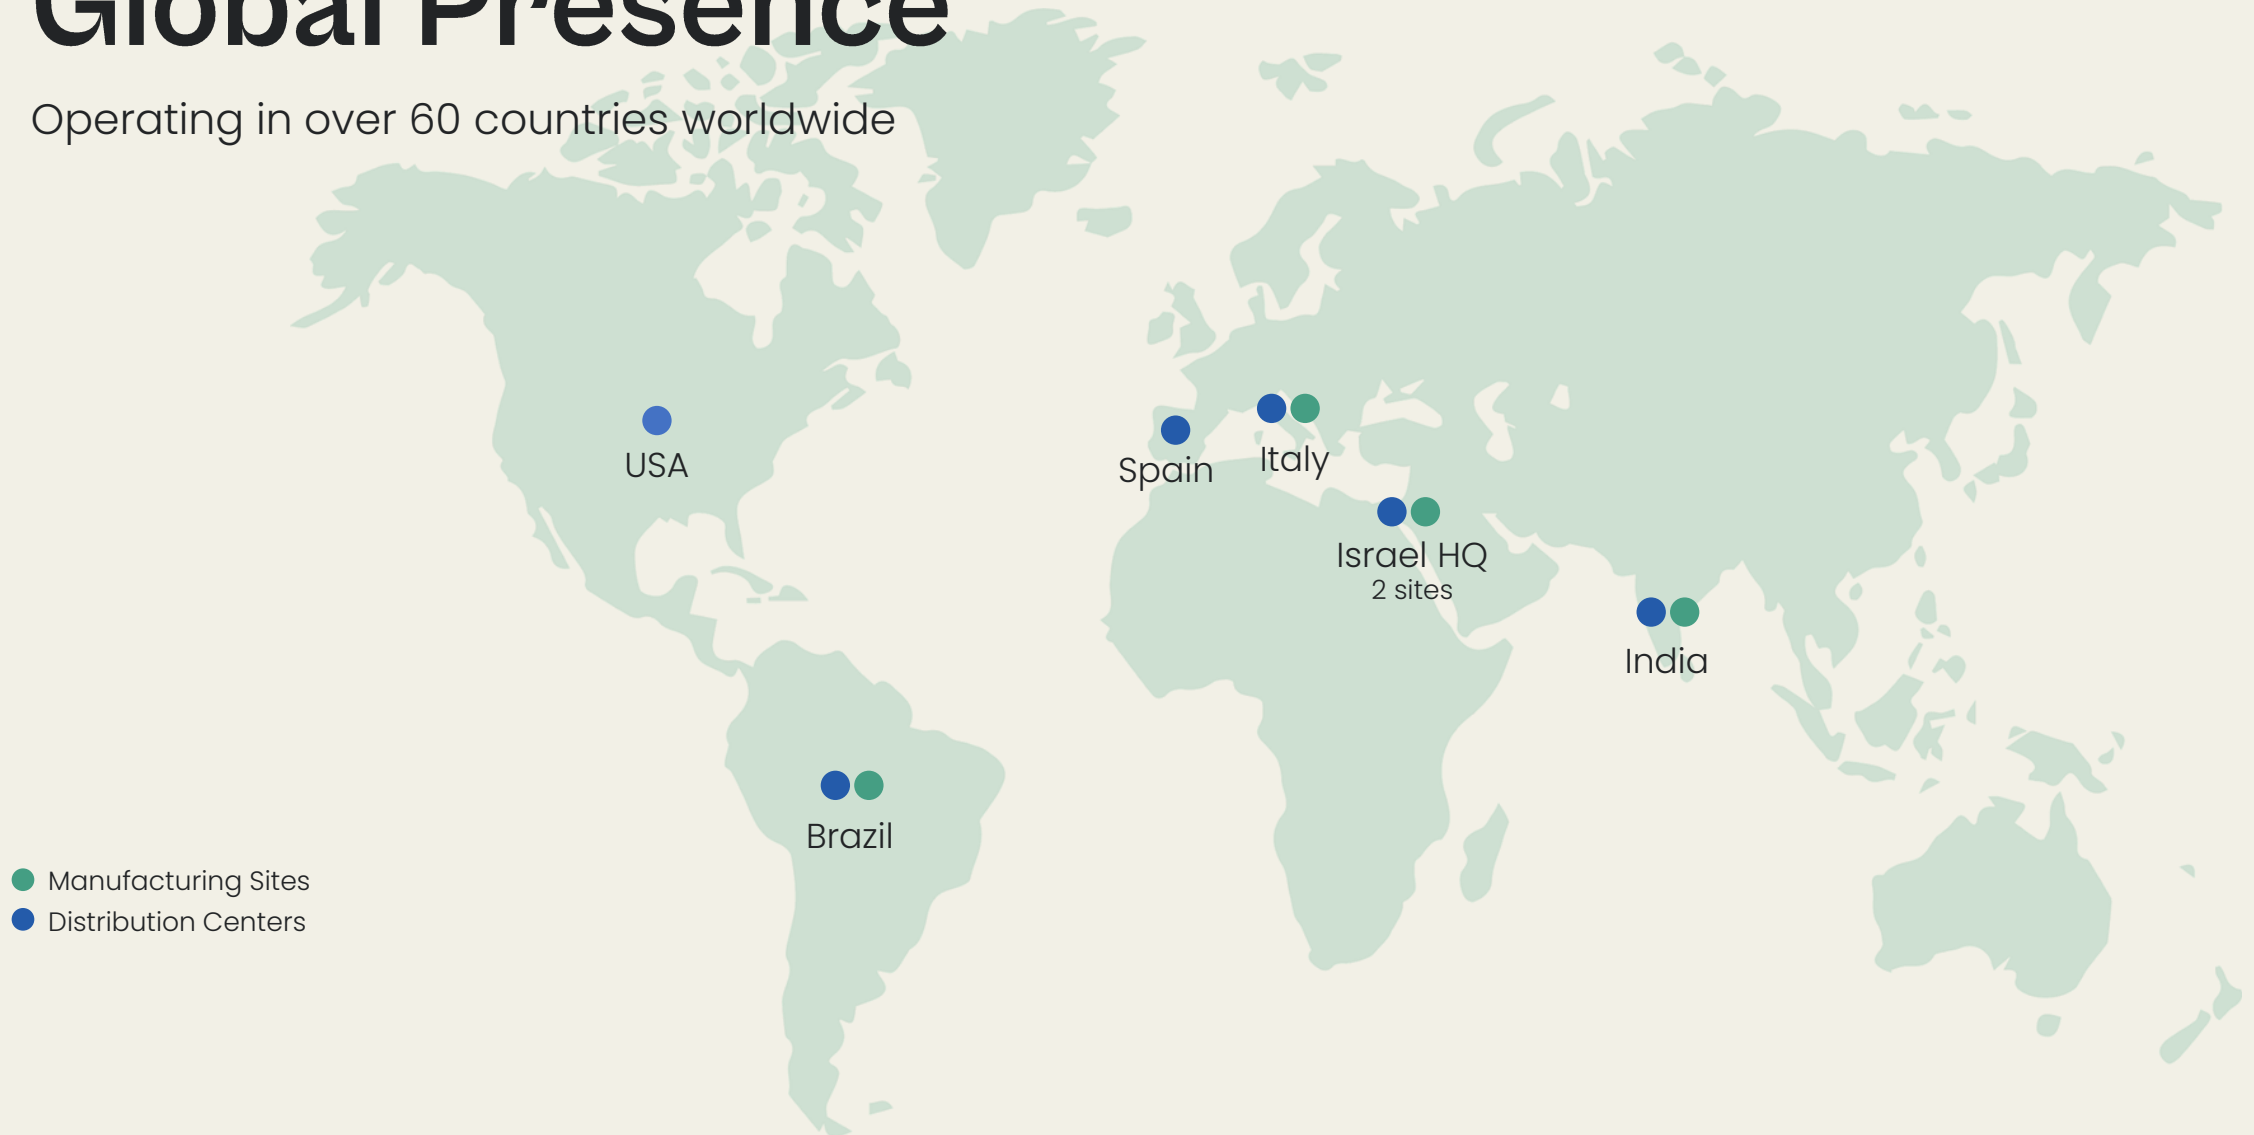 Global Presence
Operating in over 60 countries worldwide
USA
Spain
Italy
Israel HQ
2 sites
India
Brazil
Manufacturing Sites
Distribution Centers